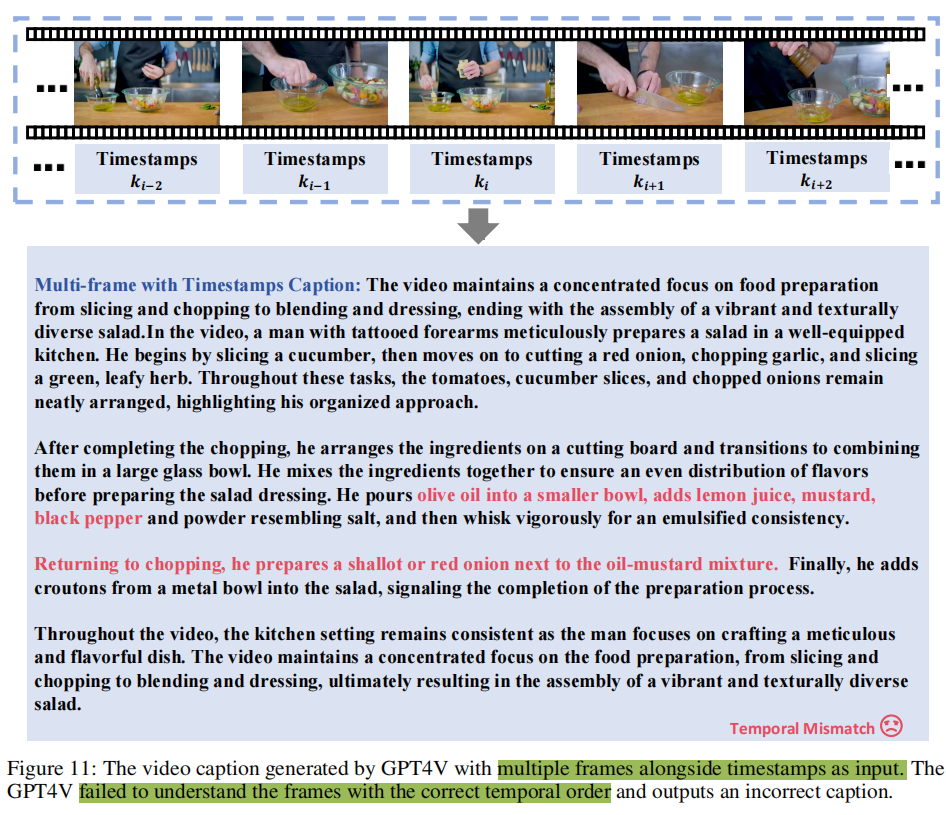 ... ...
Timestamps Timestamps Timestamps Timestamps Timestamps
... k_{i−2} k_{i−1} k_i k_{i+1} k_{i+2} ...
Multi-frame with Timestamps Caption: The video maintains a concentrated focus on food preparation
from slicing and chopping to blending and dressing, ending with the assembly of a vibrant and texturally
diverse salad.In the video, a man with tattooed forearms meticulously prepares a salad in a well-equipped
kitchen. He begins by slicing a cucumber, then moves on to cutting a red onion, chopping garlic, and slicing
a green, leafy herb. Throughout these tasks, the tomatoes, cucumber slices, and chopped onions remain
neatly arranged, highlighting his organized approach.
After completing the chopping, he arranges the ingredients on a cutting board and transitions to combining
them in a large glass bowl. He mixes the ingredients together to ensure an even distribution of flavors
before preparing the salad dressing. He pours olive oil into a smaller bowl, adds lemon juice, mustard,
black pepper and powder resembling salt, and then whisk vigorously for an emulsified consistency.
Returning to chopping, he prepares a shallot or red onion next to the oil-mustard mixture. Finally, he adds
croutons from a metal bowl into the salad, signaling the completion of the preparation process.
Throughout the video, the kitchen setting remains consistent as the man focuses on crafting a meticulous
and flavorful dish. The video maintains a concentrated focus on the food preparation, from slicing and
chopping to blending and dressing, ultimately resulting in the assembly of a vibrant and texturally diverse
salad.
Temporal Mismatch
Figure 11: The video caption generated by GPT4V with multiple frames alongside timestamps as input. The
GPT4V failed to understand the frames with the correct temporal order and outputs an incorrect caption.